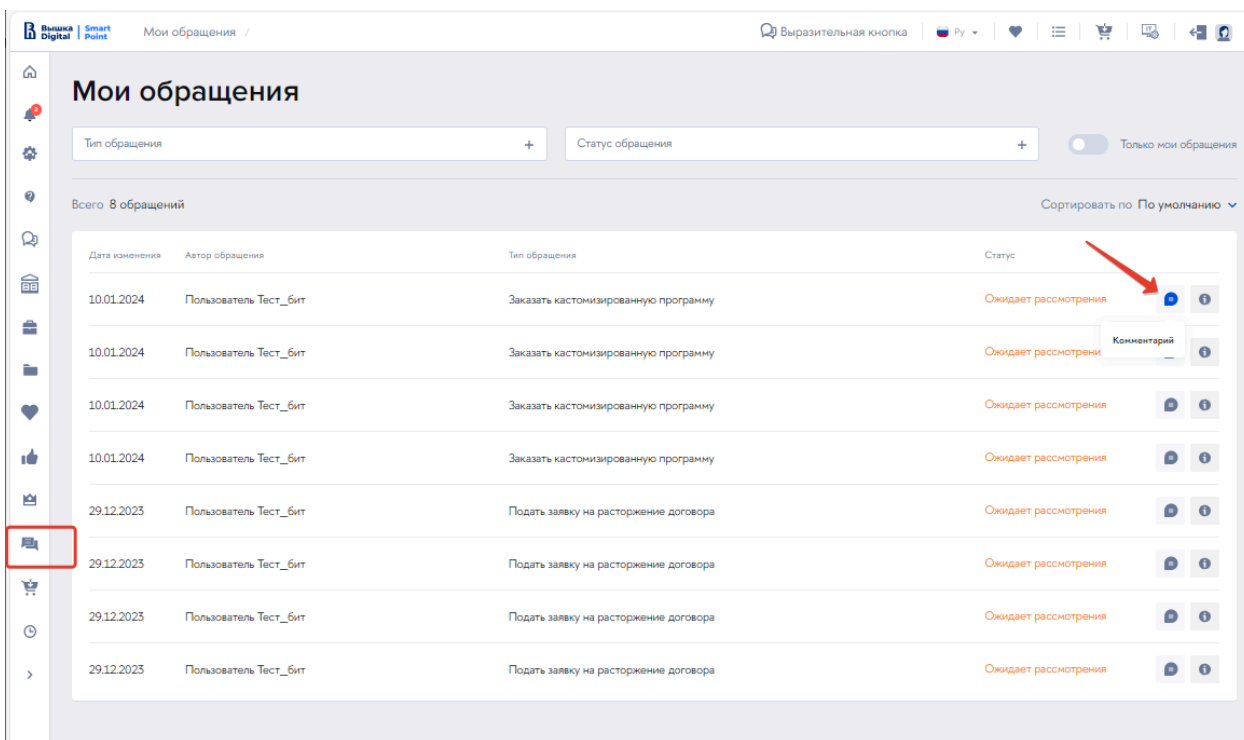 Вышка Digital | Smart Point
Мои обращения /
Выразительная кнопка
Ру
2
Мои обращения
Тип обращения +
Статус обращения +
Только мои обращения
Всего 8 обращений
Сортировать по По умолчанию
Дата изменения Автор обращения Тип обращения Статус
10.01.2024 Пользователь Тест_бит Заказать кастомизированную программу Ожидает рассмотрения
Комментарий
10.01.2024 Пользователь Тест_бит Заказать кастомизированную программу Ожидает рассмотрени
10.01.2024 Пользователь Тест_бит Заказать кастомизированную программу Ожидает рассмотрения
10.01.2024 Пользователь Тест_бит Заказать кастомизированную программу Ожидает рассмотрения
29.12.2023 Пользователь Тест_бит Подать заявку на расторжение договора Ожидает рассмотрения
29.12.2023 Пользователь Тест_бит Подать заявку на расторжение договора Ожидает рассмотрения
29.12.2023 Пользователь Тест_бит Подать заявку на расторжение договора Ожидает рассмотрения
29.12.2023 Пользователь Тест_бит Подать заявку на расторжение договора Ожидает рассмотрения